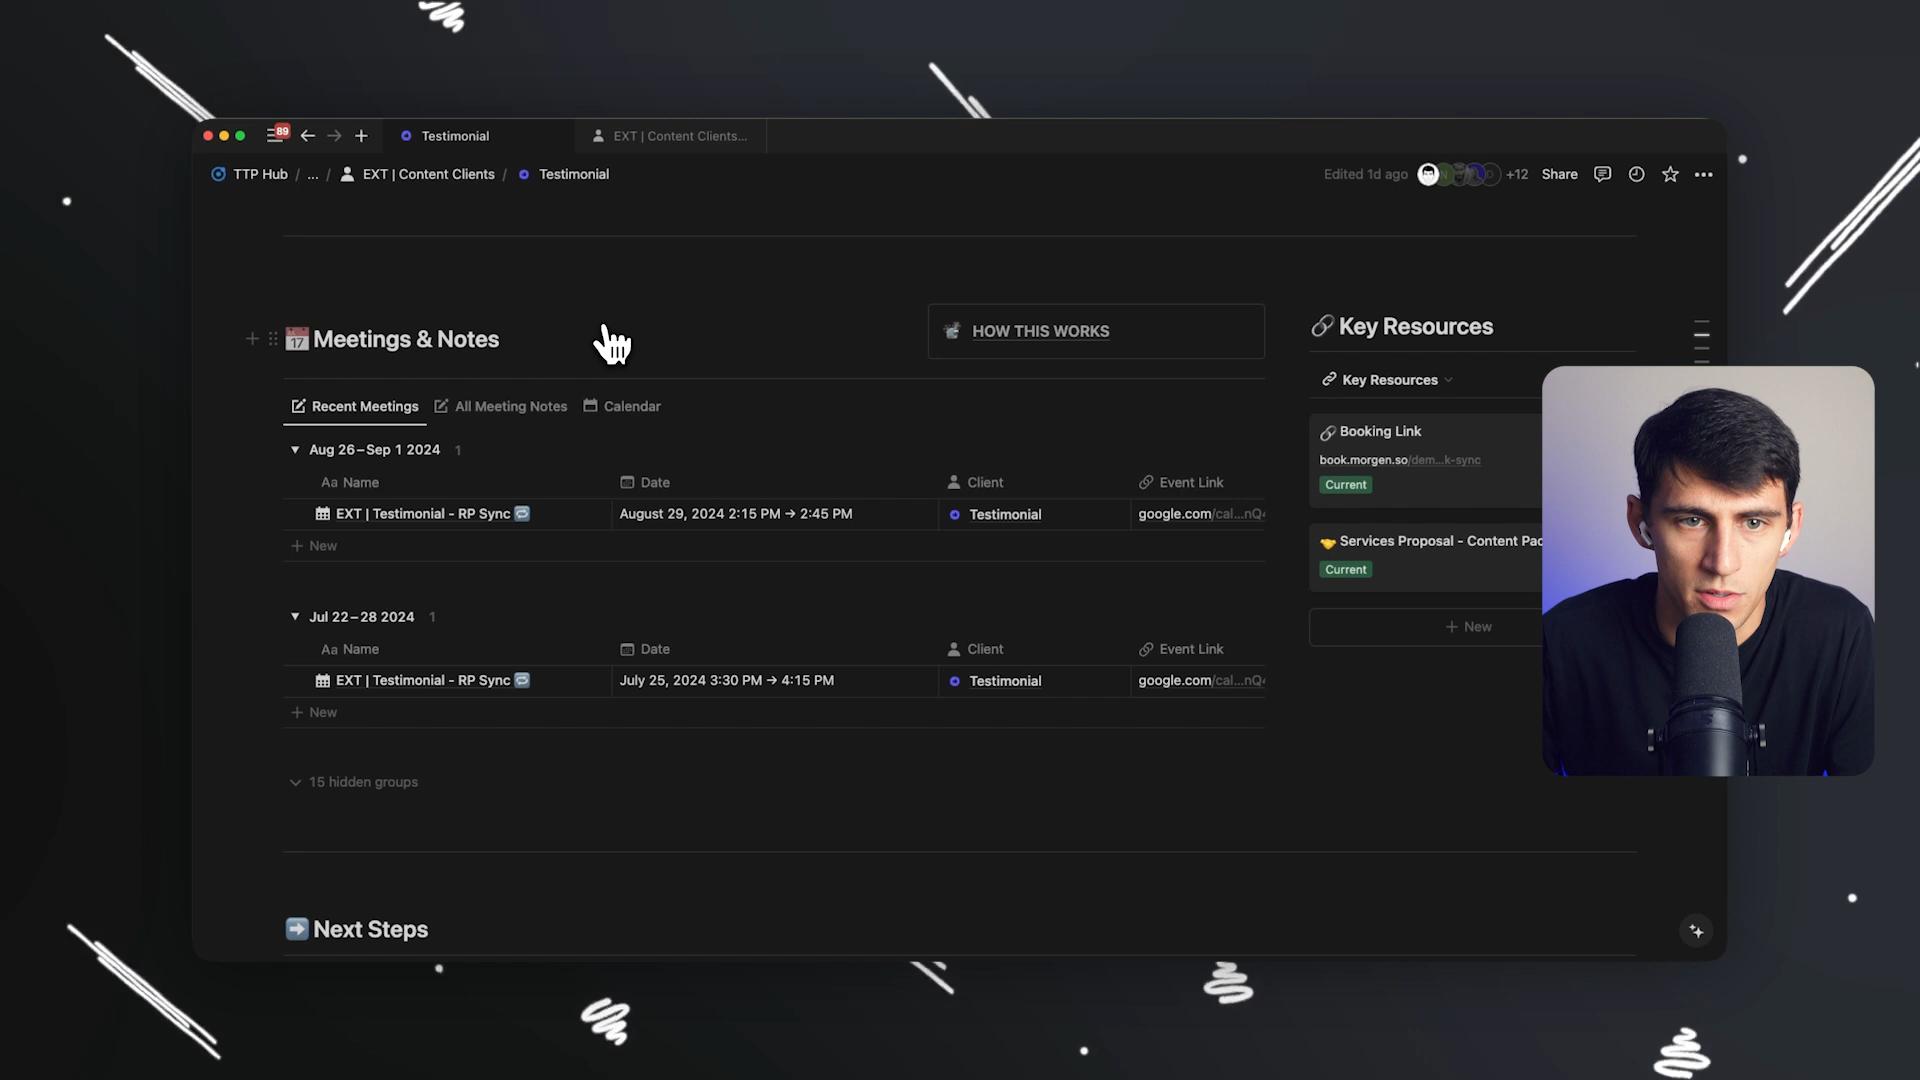 89
Testimonial
EXT | Content Clients...
TTP Hub / ... / EXT | Content Clients / Testimonial
Edited 1d ago
+12
Share
17 Meetings & Notes
HOW THIS WORKS
Recent Meetings
All Meeting Notes
Calendar
Aug 26–Sep 1 2024 1
Aa Name
Date
Client
Event Link
EXT | Testimonial - RP Sync
August 29, 2024 2:15 PM → 2:45 PM
Testimonial
google.com/cal...nQ4
+ New
Jul 22–28 2024 1
Aa Name
Date
Client
Event Link
EXT | Testimonial - RP Sync
July 25, 2024 3:30 PM → 4:15 PM
Testimonial
google.com/cal...nQ4
+ New
15 hidden groups
Next Steps
Key Resources
Key Resources
Booking Link
book.morgen.so/dem...k-sync
Current
Services Proposal - Content Pac
Current
+ New